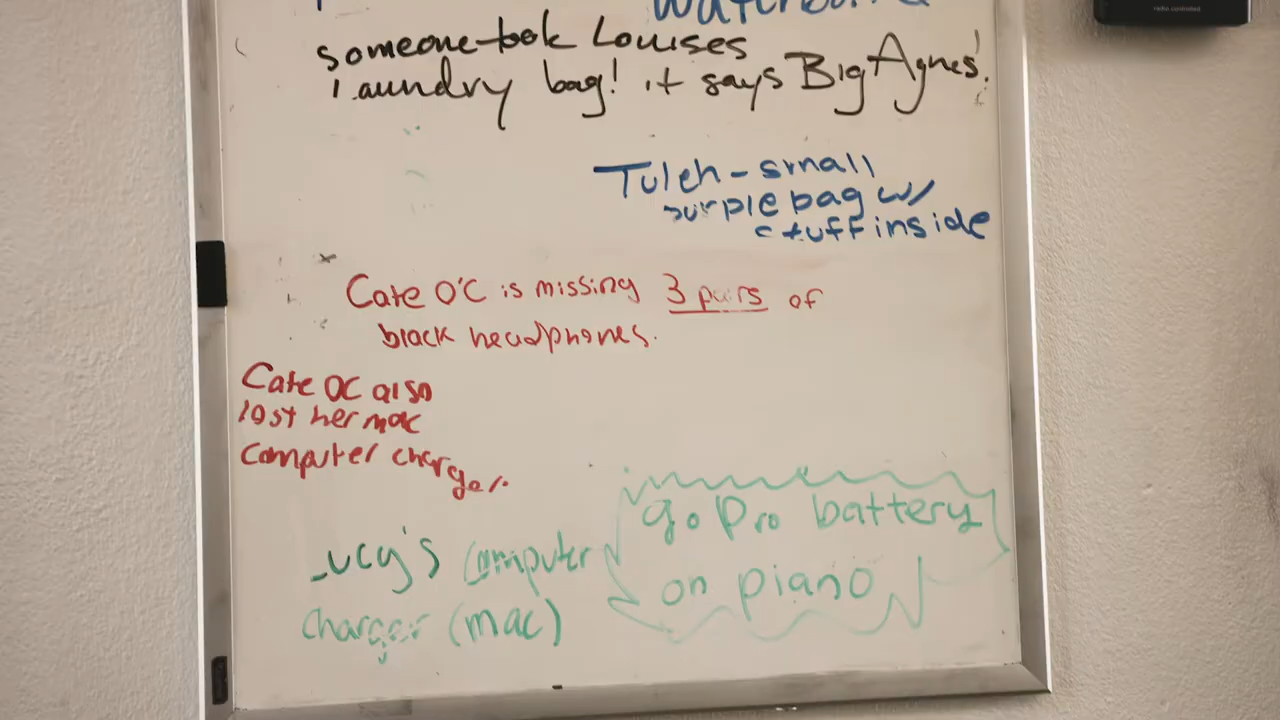 someone took Louises
Laundry bag! it says Big Agnes!
Tuleh - small
purple bag w/
stuff inside
Cate O'C is missing 3 pairs of
black headphones.
Cate OC also
lost her mac
computer charger.
Lucy's computer
charger (mac)
go Pro battery
on piano
radio controlled